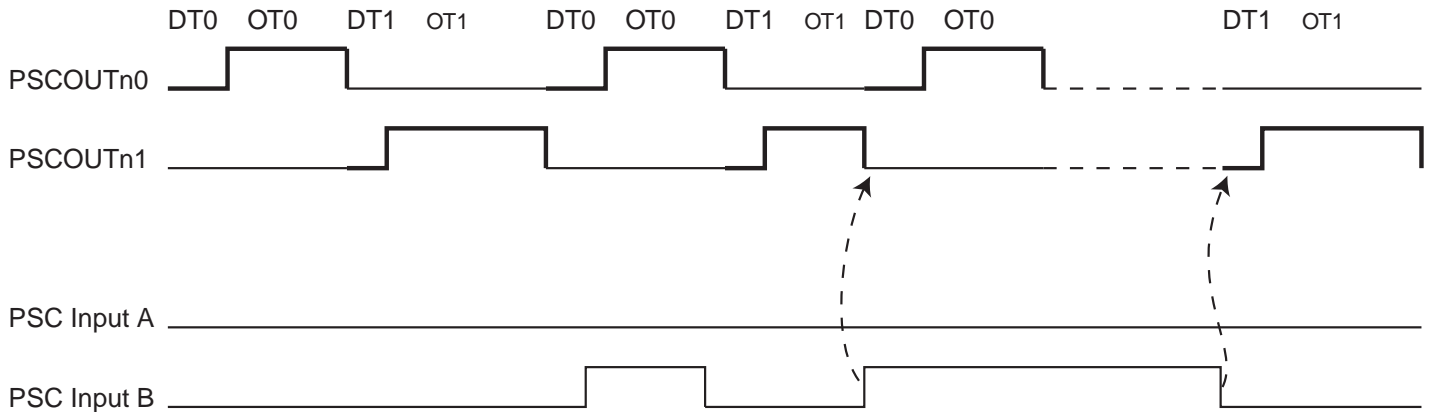 DT0 OT0 DT1 OT1 DT0 OT0 DT1 OT1 DT0 OT0 DT1 OT1
PSCOUTn0
PSCOUTn1
PSC Input A
PSC Input B